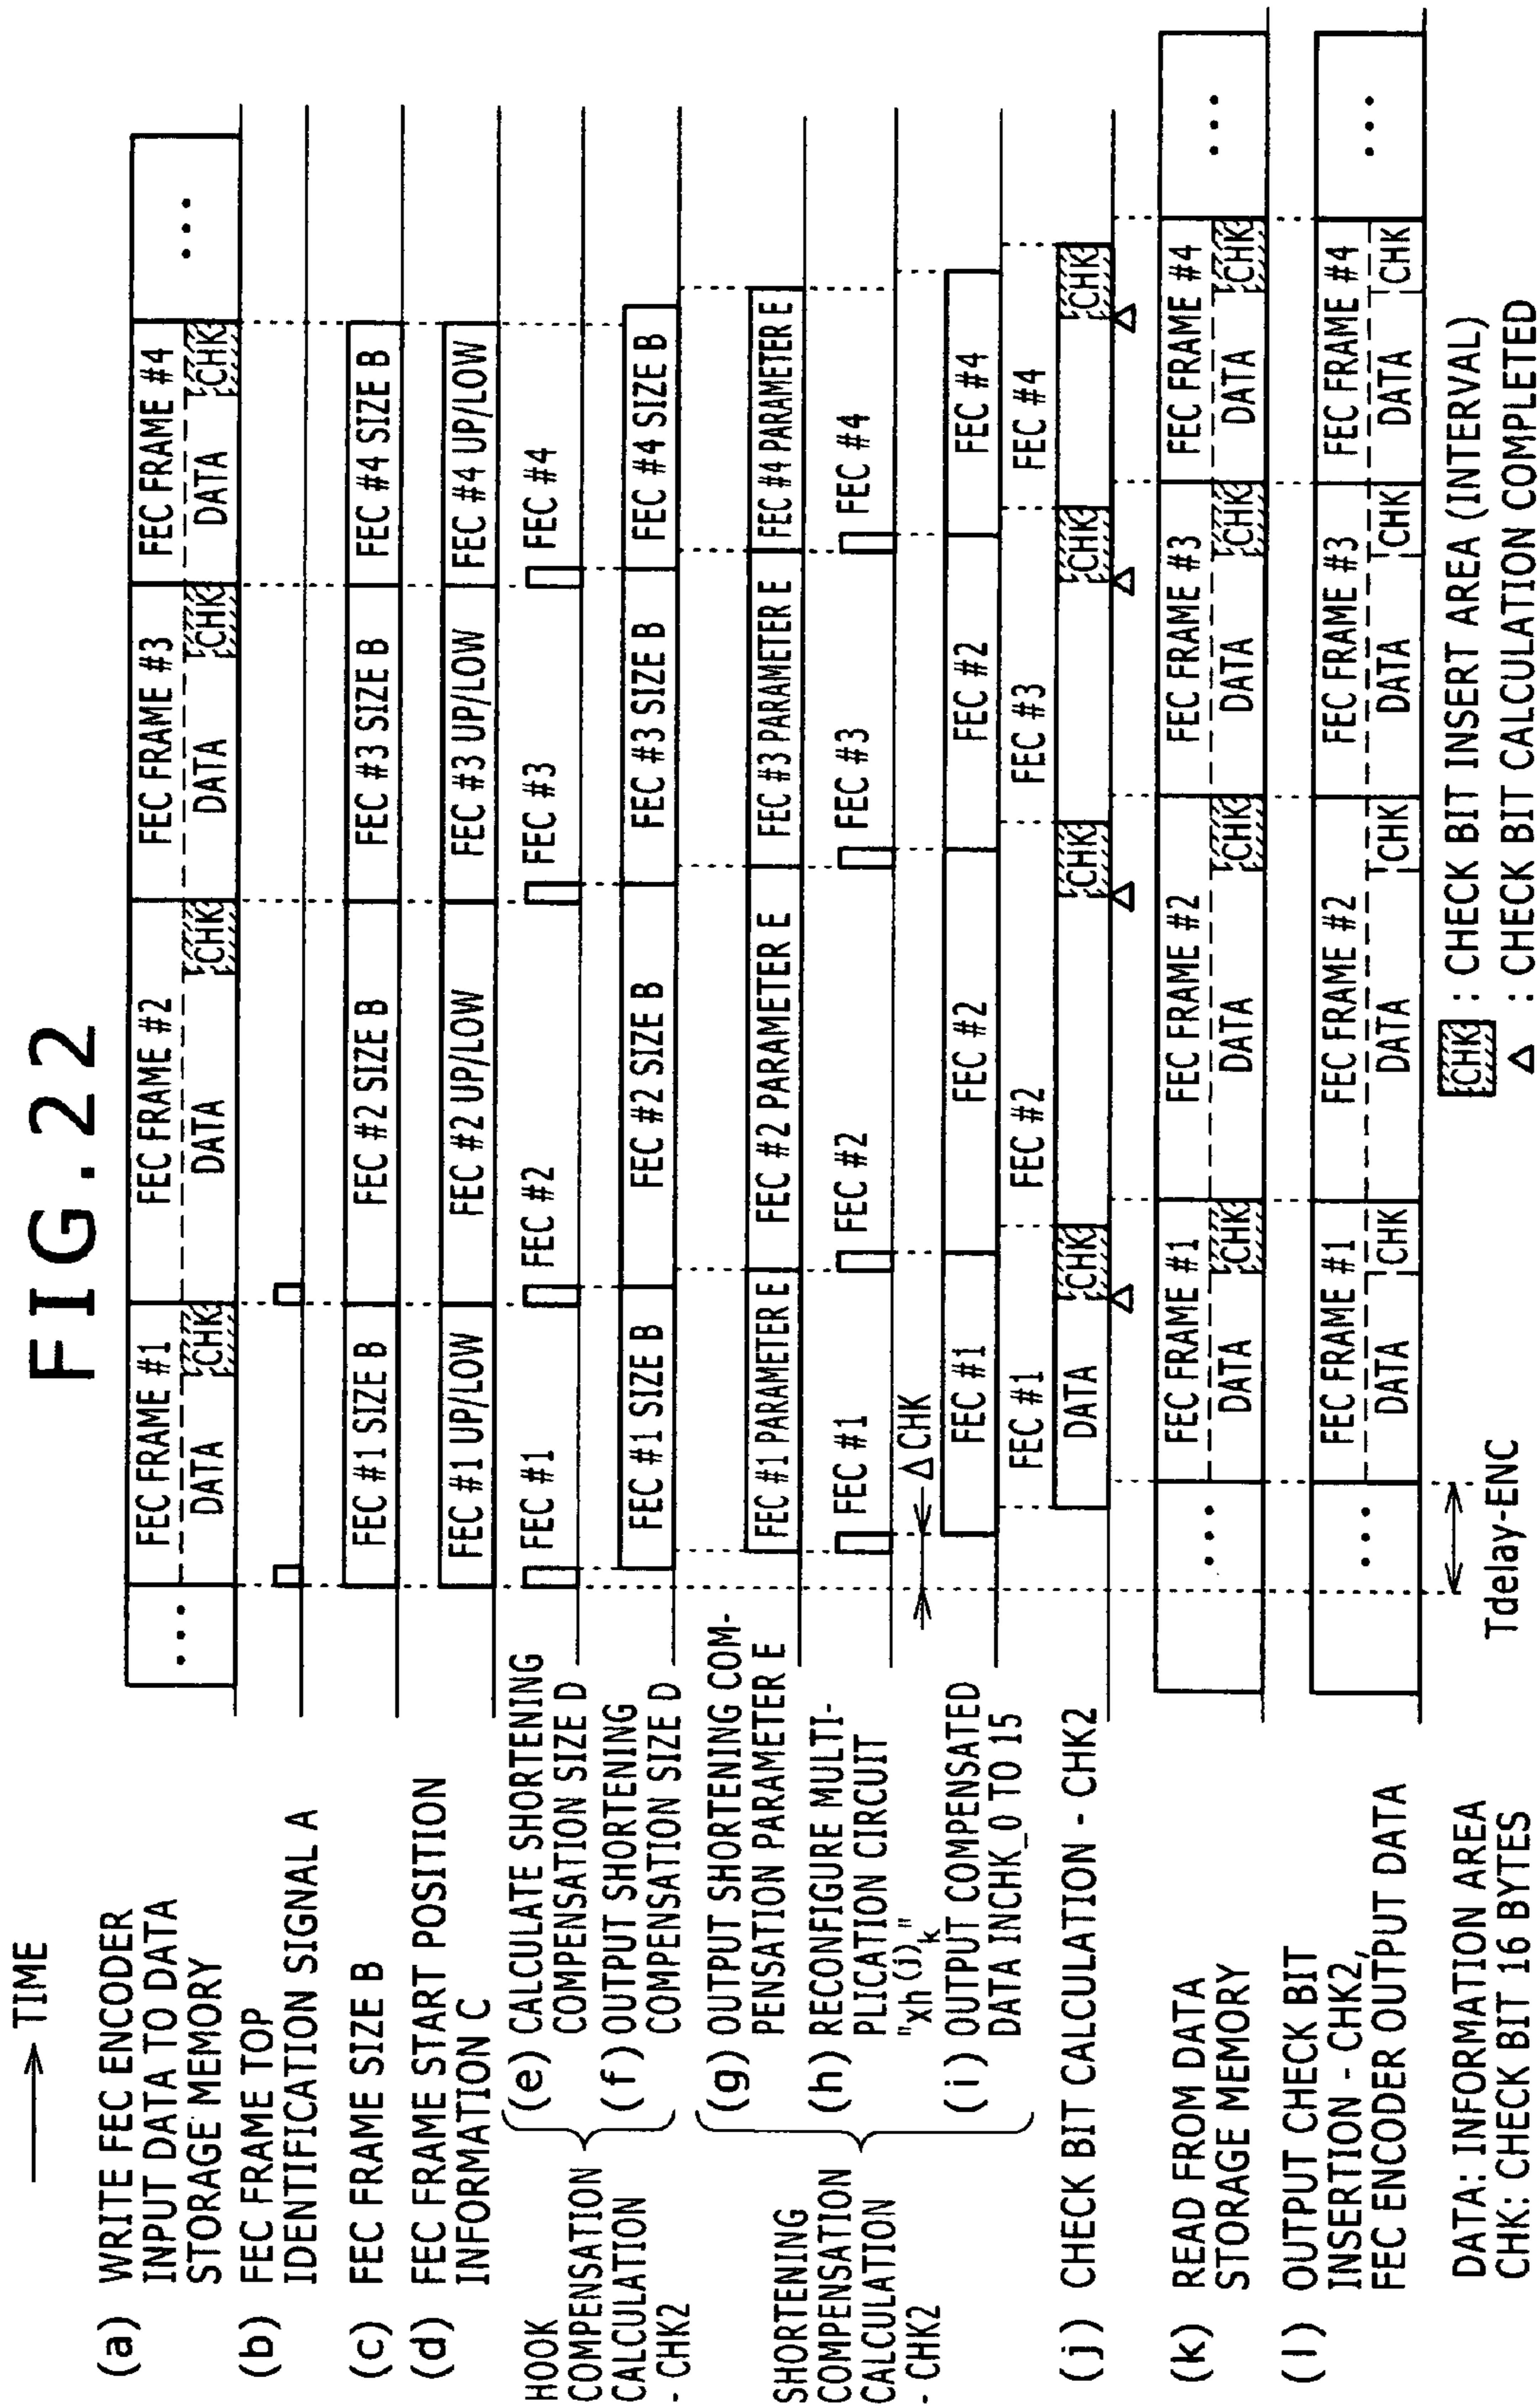 FIG.22
→ TIME
(a) WRITE FEC ENCODER
INPUT DATA TO DATA
STORAGE MEMORY
... FEC FRAME #1 FEC FRAME #2 FEC FRAME #3 FEC FRAME #4 ...
DATA CHK DATA CHK DATA CHK DATA CHK
(b) FEC FRAME TOP
IDENTIFICATION SIGNAL A
(c) FEC FRAME SIZE B
FEC #1 SIZE B FEC #2 SIZE B FEC #3 SIZE B FEC #4 SIZE B
(d) FEC FRAME START POSITION
INFORMATION C
FEC #1 UP/LOW FEC #2 UP/LOW FEC #3 UP/LOW FEC #4 UP/LOW
HOOK
COMPENSATION
CALCULATION
- CHK2
(e) CALCULATE SHORTENING
COMPENSATION SIZE D
FEC #1 FEC #2 FEC #3 FEC #4
(f) OUTPUT SHORTENING
COMPENSATION SIZE D
FEC #1 SIZE B FEC #2 SIZE B FEC #3 SIZE B FEC #4 SIZE B
SHORTENING
COMPENSATION
CALCULATION
- CHK2
(g) OUTPUT SHORTENING COM-
PENSATION PARAMETER E
FEC #1 PARAMETER E FEC #2 PARAMETER E FEC #3 PARAMETER E FEC #4 PARAMETER E
(h) RECONFIGURE MULTI-
PLICATION CIRCUIT
"xh(j)k"
FEC #1 FEC #2 FEC #3 FEC #4
Δ CHK
(i) OUTPUT COMPENSATED
DATA INCHK_0 TO 15
FEC #1 FEC #2 FEC #2 FEC #4
(j) CHECK BIT CALCULATION - CHK2
FEC #1 FEC #2 FEC #3 FEC #4
DATA CHK CHK CHK CHK
(k) READ FROM DATA
STORAGE MEMORY
... FEC FRAME #1 FEC FRAME #2 FEC FRAME #3 FEC FRAME #4 ...
DATA CHK DATA CHK DATA CHK DATA CHK
(l) OUTPUT CHECK BIT
INSERTION - CHK2,
FEC ENCODER OUTPUT DATA
... FEC FRAME #1 FEC FRAME #2 FEC FRAME #3 FEC FRAME #4 ...
DATA CHK DATA CHK DATA CHK DATA CHK
Tdelay-ENC
DATA: INFORMATION AREA
CHK: CHECK BIT 16 BYTES
CHK : CHECK BIT INSERT AREA (INTERVAL)
Δ : CHECK BIT CALCULATION COMPLETED